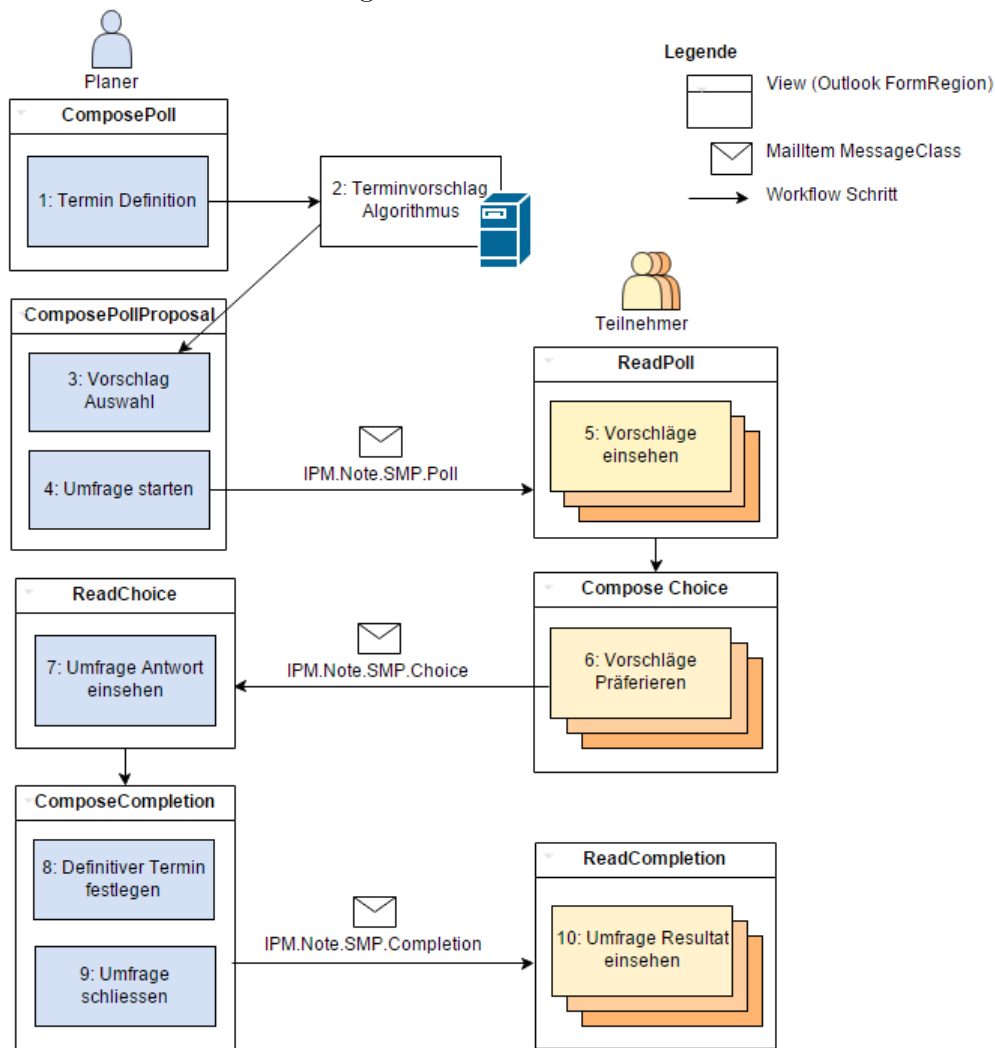 Planer
Legende
View (Outlook FormRegion)
MailItem MessageClass
Workflow Schritt
ComposePoll
1: Termin Definition
2: Terminvorschlag
Algorithmus
Teilnehmer
ComposePollProposal
3: Vorschlag
Auswahl
4: Umfrage starten
IPM.Note.SMP.Poll
ReadPoll
5: Vorschläge
einsehen
Compose Choice
6: Vorschläge
Präferieren
IPM.Note.SMP.Choice
ReadChoice
7: Umfrage Antwort
einsehen
ComposeCompletion
8: Definitiver Termin
festlegen
9: Umfrage
schliessen
IPM.Note.SMP.Completion
ReadCompletion
10: Umfrage Resultat
einsehen